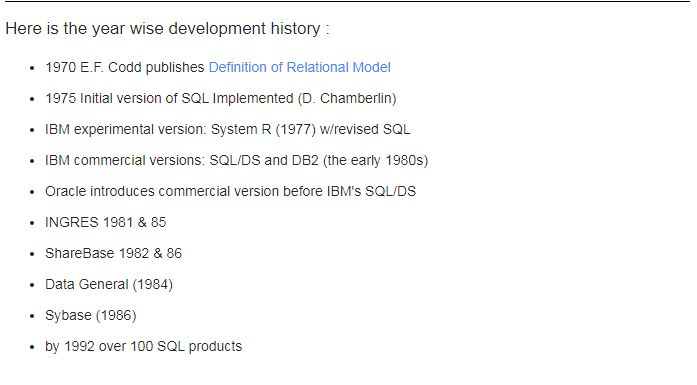 Here is the year wise development history :
• 1970 E.F. Codd publishes Definition of Relational Model
• 1975 Initial version of SQL Implemented (D. Chamberlin)
• IBM experimental version: System R (1977) w/revised SQL
• IBM commercial versions: SQL/DS and DB2 (the early 1980s)
• Oracle introduces commercial version before IBM's SQL/DS
• INGRES 1981 & 85
• ShareBase 1982 & 86
• Data General (1984)
• Sybase (1986)
• by 1992 over 100 SQL products